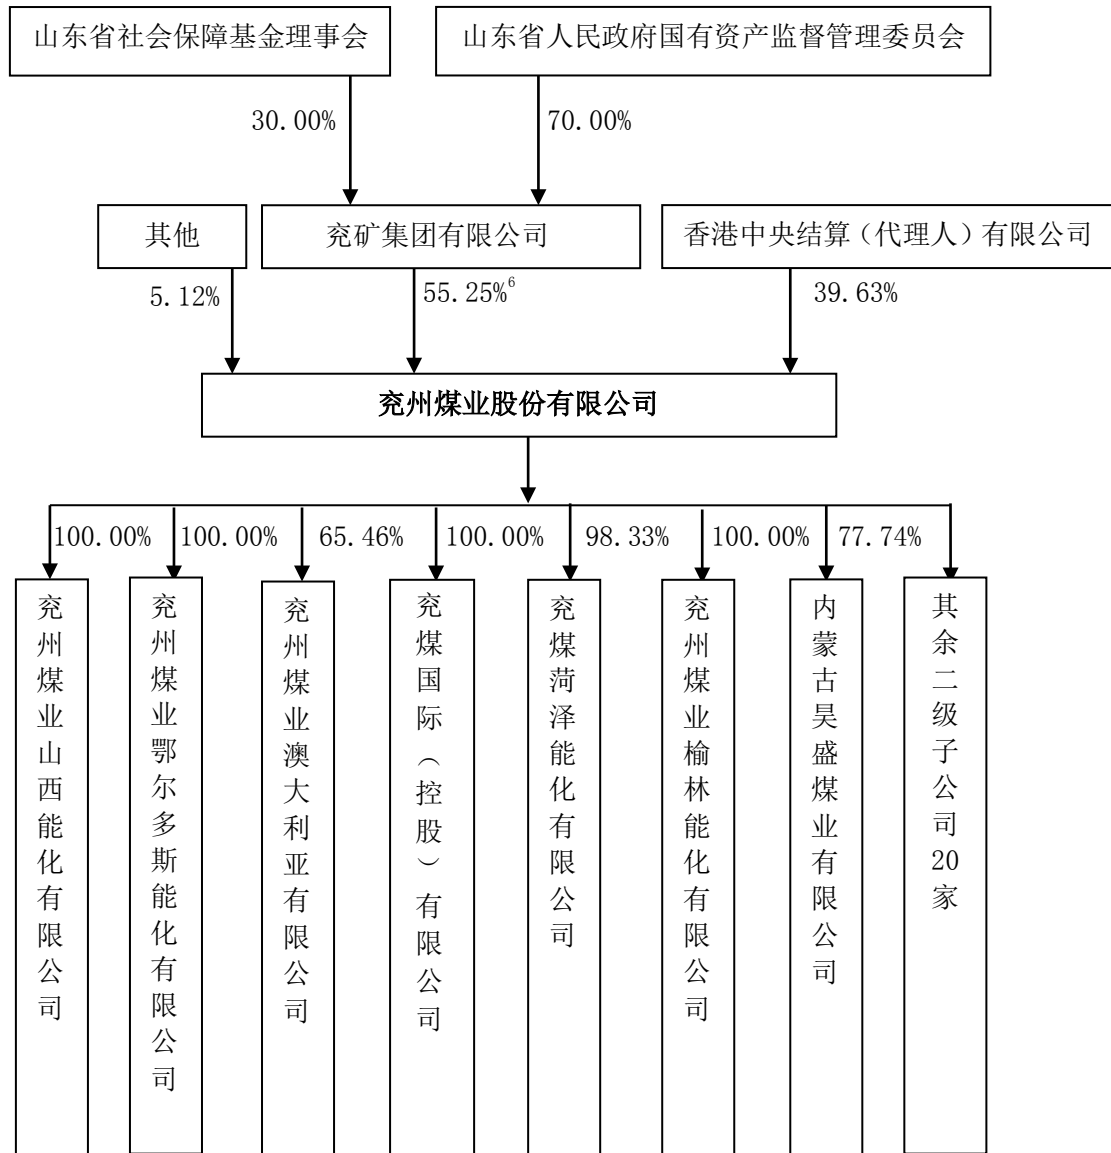 山东省社会保障基金理事会
山东省人民政府国有资产监督管理委员会
30.00%
70.00%
其他
兖矿集团有限公司
香港中央结算（代理人）有限公司
5.12%
55.25%6
39.63%
兖州煤业股份有限公司
100.00%
100.00%
65.46%
100.00%
98.33%
100.00%
77.74%
兖州煤业山西能化有限公司
兖州煤业鄂尔多斯能化有限公司
兖州煤业澳大利亚有限公司
兖煤国际（控股）有限公司
兖煤菏泽能化有限公司
兖州煤业榆林能化有限公司
内蒙古昊盛煤业有限公司
其余二级子公司20家